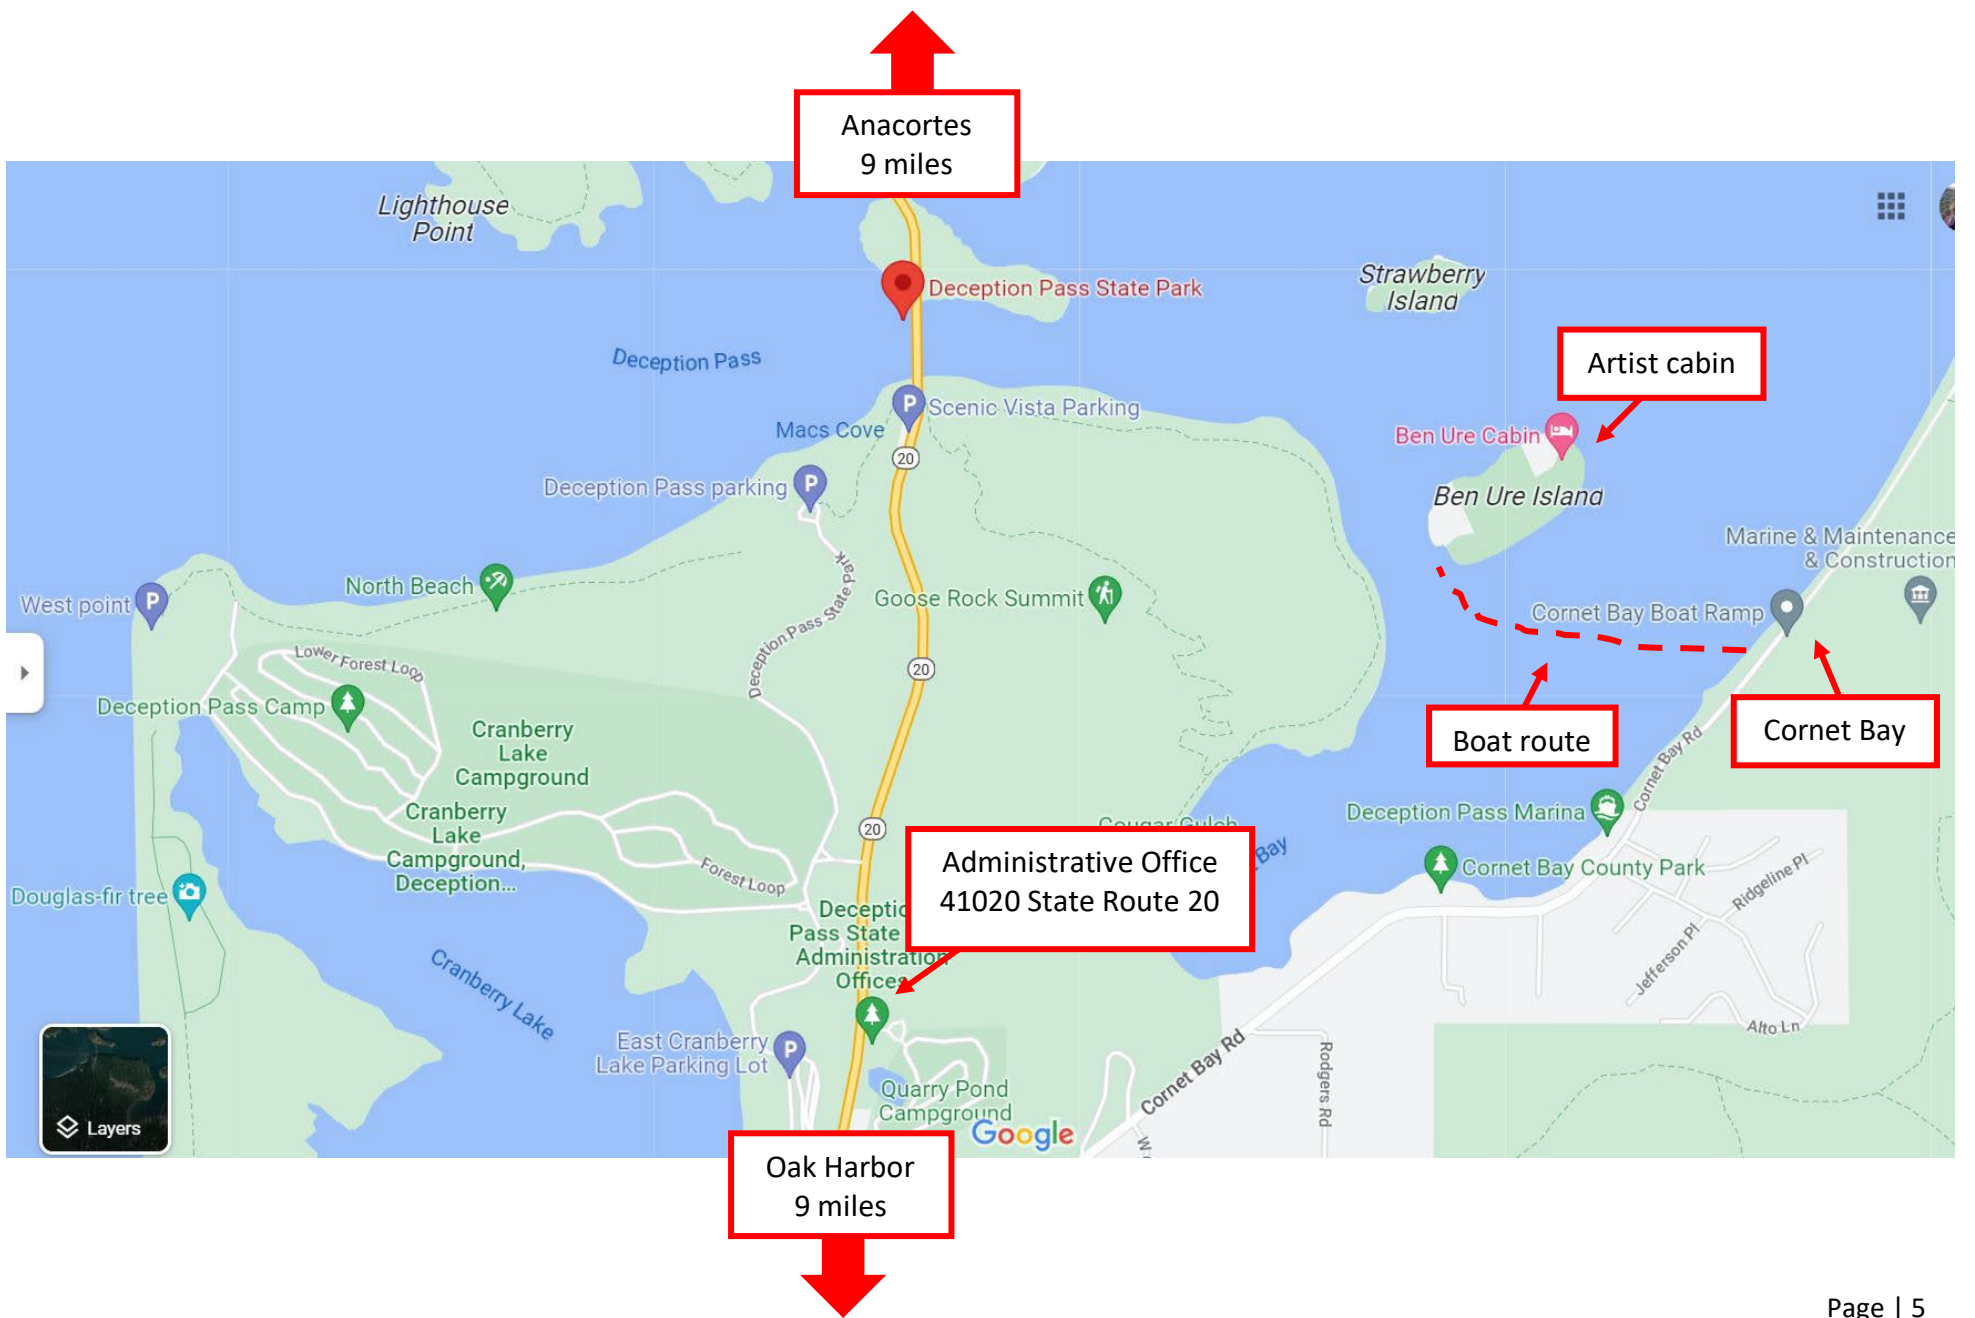 Anacortes
9 miles
Lighthouse
Point
Strawberry
Island
Deception Pass State Park
Deception Pass
Artist cabin
Scenic Vista Parking
Macs Cove
Ben Ure Cabin
20
Deception Pass parking
Ben Ure Island
Marine & Maintenance
& Construction
North Beach
Deception Pass State Park
Goose Rock Summit
West point
Cornet Bay Boat Ramp
Lower Forest Loop
20
Deception Pass Camp
Cranberry
Lake
Campground
Boat route
Cornet Bay
Cornet Bay Rd
Cranberry
Lake
Campground,
Deception...
20
Deception Pass Marina
Cougar Gulch
Bay
Administrative Office
41020 State Route 20
Cornet Bay County Park
Ridgeline Pl
Forest Loop
Douglas-fir tree
Deceptio
Pass State
Administration
Offices
Jefferson Pl
Cranberry Lake
Alto Ln
East Cranberry
Lake Parking Lot
Cornet Bay Rd
Rodgers Rd
Quarry Pond
Campground
Layers
Google
W
Oak Harbor
9 miles
Page | 5